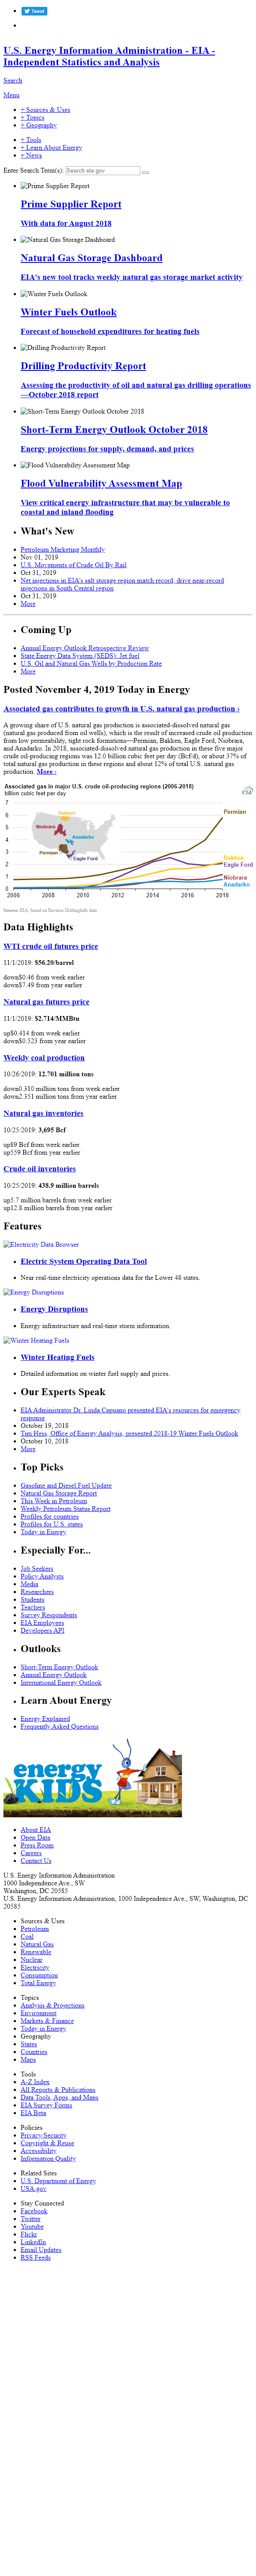 Tweet
U.S. Energy Information Administration - EIA -
Independent Statistics and Analysis
Search
Menu
+ Sources & Uses
+ Topics
+ Geography
+ Tools
+ Learn About Energy
+ News
Enter Search Term(s): Search eia.gov
Prime Supplier Report
Prime Supplier Report
With data for August 2018
Natural Gas Storage Dashboard
Natural Gas Storage Dashboard
EIA's new tool tracks weekly natural gas storage market activity
Winter Fuels Outlook
Winter Fuels Outlook
Forecast of household expenditures for heating fuels
Drilling Productivity Report
Drilling Productivity Report
Assessing the productivity of oil and natural gas drilling operations
—October 2018 report
Short-Term Energy Outlook October 2018
Short-Term Energy Outlook October 2018
Energy projections for supply, demand, and prices
Flood Vulnerability Assessment Map
Flood Vulnerability Assessment Map
View critical energy infrastructure that may be vulnerable to
coastal and inland flooding
What's New
Petroleum Marketing Monthly
Nov 01, 2019
U.S. Movements of Crude Oil By Rail
Oct 31, 2019
Net injections in EIA's salt storage region match record, drive near-record
injections in South Central region
Oct 31, 2019
More
Coming Up
Annual Energy Outlook Retrospective Review
State Energy Data System (SEDS): Jet fuel
U.S. Oil and Natural Gas Wells by Production Rate
More
Posted November 4, 2019 Today in Energy
Associated gas contributes to growth in U.S. natural gas production ›
A growing share of U.S. natural gas production comes from associated-dissolved natural gas
(natural gas produced from oil wells), which in recent years has been driven by oil production
from low-permeability, tight rock formations—Permian, Bakken, Eagle Ford, Niobrara,
and Anadarko. In 2018, production of associated-dissolved natural gas in these five major
crude oil-producing regions was 12.0 billion cubic feet per day (Bcf/d), or about 37% of
total natural gas produced in these regions and about 12% of total U.S. natural gas
production. More ›
Associated gas in major U.S. crude oil-producing regions (2006-2018)
billion cubic feet per day
eia
7
6
5
4
3
2
1
0
Bakken
Niobrara
Anadarko
Permian
Eagle Ford
Permian
Bakken
Eagle Ford
Niobrara
Anadarko
2006 2008 2010 2012 2014 2016 2018
Source: EIA, based on Enverus DrillingInfo data
Data Highlights
WTI crude oil futures price
11/1/2019: $56.20/barrel
down$0.46 from week earlier
down$7.49 from year earlier
Natural gas futures price
11/1/2019: $2.714/MMBtu
up$0.414 from week earlier
down$0.523 from year earlier
Weekly coal production
10/26/2019: 12.701 million tons
down0.310 million tons from week earlier
down2.351 million tons from year earlier
Natural gas inventories
10/25/2019: 3,695 Bcf
up89 Bcf from week earlier
up559 Bcf from year earlier
Crude oil inventories
10/25/2019: 438.9 million barrels
up5.7 million barrels from week earlier
up12.8 million barrels from year earlier
Features
Electricity Data Browser
Electric System Operating Data Tool
Near real-time electricity operations data for the Lower 48 states.
Energy Disruptions
Energy Disruptions
Energy infrastructure and real-time storm information.
Winter Heating Fuels
Winter Heating Fuels
Detailed information on winter fuel supply and prices.
Our Experts Speak
EIA Administrator Dr. Linda Capuano presented EIA's resources for emergency
response
October 19, 2018
Tim Hess, Office of Energy Analysis, presented 2018-19 Winter Fuels Outlook
October 10, 2018
More
Top Picks
Gasoline and Diesel Fuel Update
Natural Gas Storage Report
This Week in Petroleum
Weekly Petroleum Status Report
Profiles for countries
Profiles for U.S. states
Today in Energy
Especially For...
Job Seekers
Policy Analysts
Media
Researchers
Students
Teachers
Survey Respondents
EIA Employees
Developers API
Outlooks
Short-Term Energy Outlook
Annual Energy Outlook
International Energy Outlook
Learn About Energy
Energy Explained
Frequently Asked Questions
energy
KIDS
About EIA
Open Data
Press Room
Careers
Contact Us
U.S. Energy Information Administration
1000 Independence Ave., SW
Washington, DC 20585
U.S. Energy Information Administration, 1000 Independence Ave., SW, Washington, DC
20585
Sources & Uses
Petroleum
Coal
Natural Gas
Renewable
Nuclear
Electricity
Consumption
Total Energy
Topics
Analysis & Projections
Environment
Markets & Finance
Today in Energy
Geography
States
Countries
Maps
Tools
A-Z Index
All Reports & Publications
Data Tools, Apps, and Maps
EIA Survey Forms
EIA Beta
Policies
Privacy/Security
Copyright & Reuse
Accessibility
Information Quality
Related Sites
U.S. Department of Energy
USA.gov
Stay Connected
Facebook
Twitter
Youtube
Flickr
LinkedIn
Email Updates
RSS Feeds